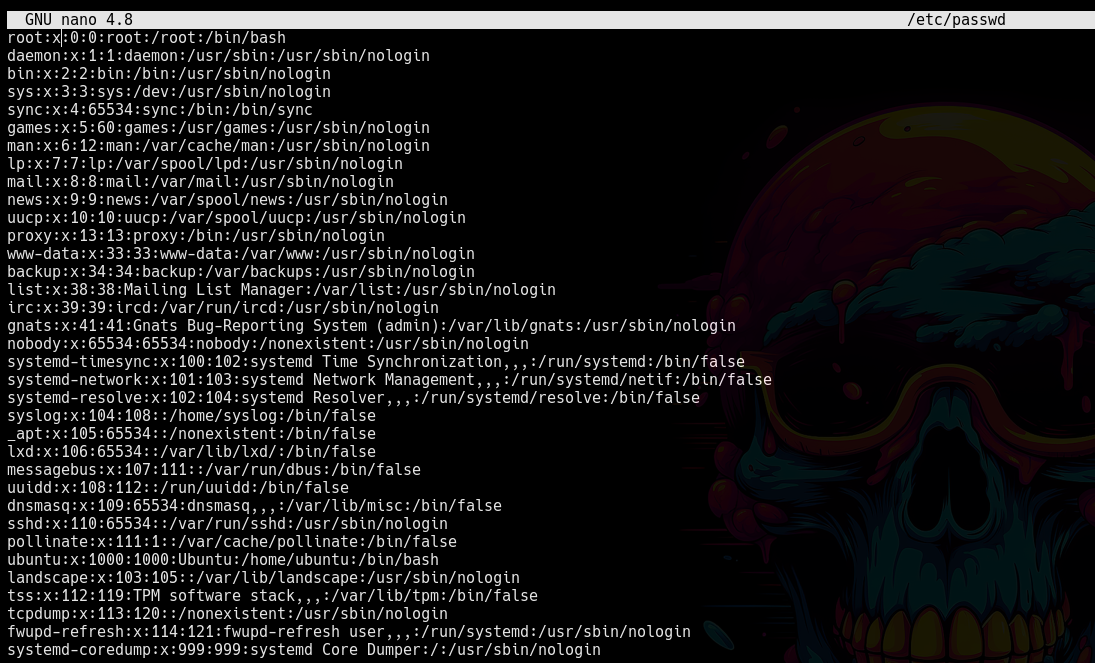 GNU nano 4.8 /etc/passwd
root:x:0:0:root:/root:/bin/bash
daemon:x:1:1:daemon:/usr/sbin:/usr/sbin/nologin
bin:x:2:2:bin:/bin:/usr/sbin/nologin
sys:x:3:3:sys:/dev:/usr/sbin/nologin
sync:x:4:65534:sync:/bin:/bin/sync
games:x:5:60:games:/usr/games:/usr/sbin/nologin
man:x:6:12:man:/var/cache/man:/usr/sbin/nologin
lp:x:7:7:lp:/var/spool/lpd:/usr/sbin/nologin
mail:x:8:8:mail:/var/mail:/usr/sbin/nologin
news:x:9:9:news:/var/spool/news:/usr/sbin/nologin
uucp:x:10:10:uucp:/var/spool/uucp:/usr/sbin/nologin
proxy:x:13:13:proxy:/bin:/usr/sbin/nologin
www-data:x:33:33:www-data:/var/www:/usr/sbin/nologin
backup:x:34:34:backup:/var/backups:/usr/sbin/nologin
list:x:38:38:Mailing List Manager:/var/list:/usr/sbin/nologin
irc:x:39:39:ircd:/var/run/ircd:/usr/sbin/nologin
gnats:x:41:41:Gnats Bug-Reporting System (admin):/var/lib/gnats:/usr/sbin/nologin
nobody:x:65534:65534:nobody:/nonexistent:/usr/sbin/nologin
systemd-timesync:x:100:102:systemd Time Synchronization,,,:/run/systemd:/bin/false
systemd-network:x:101:103:systemd Network Management,,,:/run/systemd/netif:/bin/false
systemd-resolve:x:102:104:systemd Resolver,,,:/run/systemd/resolve:/bin/false
syslog:x:104:108::/home/syslog:/bin/false
_apt:x:105:65534::/nonexistent:/bin/false
lxd:x:106:65534::/var/lib/lxd/:/bin/false
messagebus:x:107:111::/var/run/dbus:/bin/false
uuidd:x:108:112::/run/uuidd:/bin/false
dnsmasq:x:109:65534:dnsmasq,,,:/var/lib/misc:/bin/false
sshd:x:110:65534::/var/run/sshd:/usr/sbin/nologin
pollinate:x:111:1::/var/cache/pollinate:/bin/false
ubuntu:x:1000:1000:Ubuntu:/home/ubuntu:/bin/bash
landscape:x:103:105::/var/lib/landscape:/usr/sbin/nologin
tss:x:112:119:TPM software stack,,,:/var/lib/tpm:/bin/false
tcpdump:x:113:120::/nonexistent:/usr/sbin/nologin
fwupd-refresh:x:114:121:fwupd-refresh user,,,:/run/systemd:/usr/sbin/nologin
systemd-coredump:x:999:999:systemd Core Dumper:/:/usr/sbin/nologin